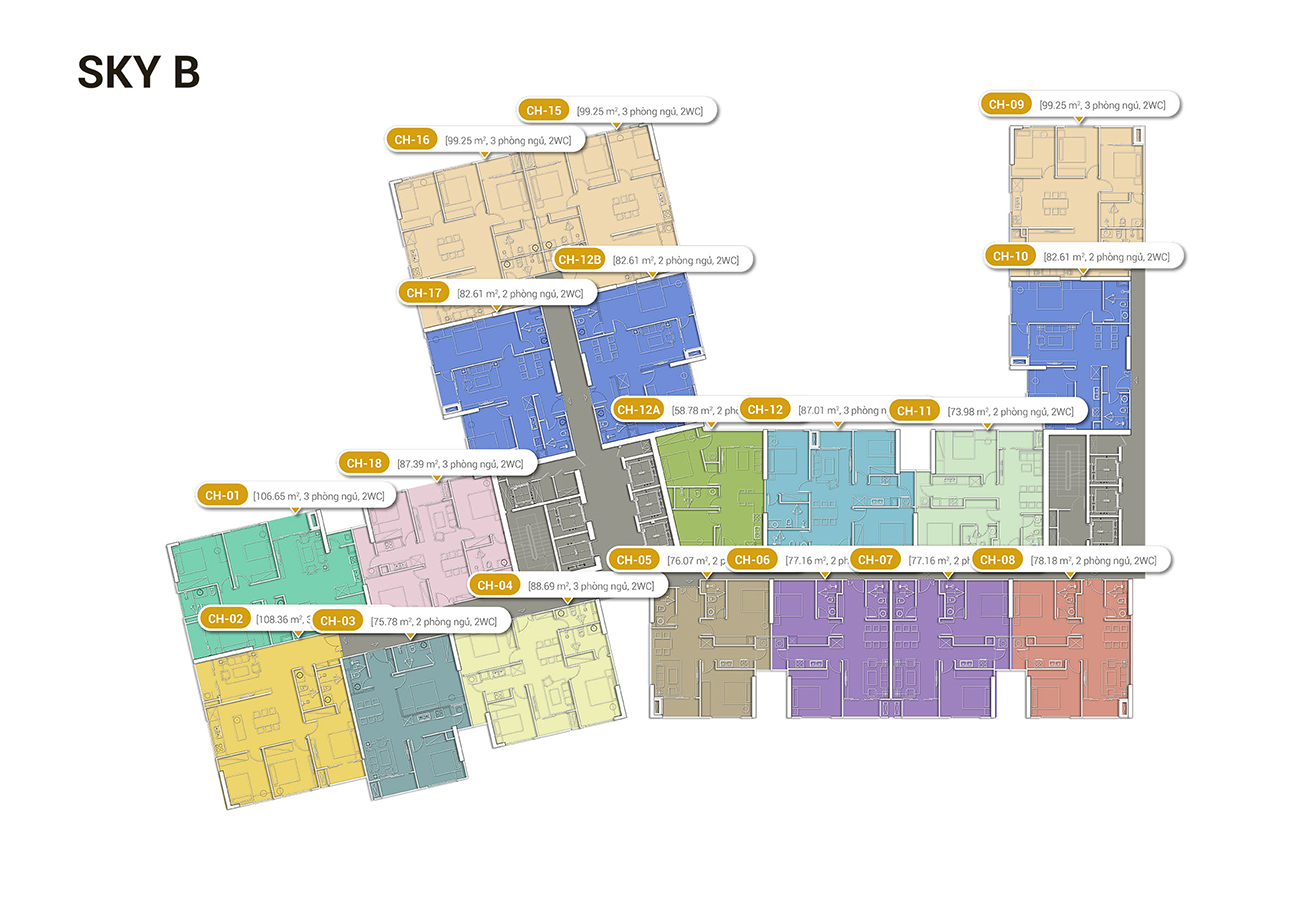 SKY B
CH-15 [99.25 m², 3 phòng ngủ, 2WC]
CH-09 [99.25 m², 3 phòng ngủ, 2WC]
CH-16 [99.25 m², 3 phòng ngủ, 2WC]
CH-12B [82.61 m², 2 phòng ngủ, 2WC]
CH-10 [82.61 m², 2 phòng ngủ, 2WC]
CH-17 [82.61 m², 2 phòng ngủ, 2WC]
CH-12A [58.78 m², 2 phò
CH-12 [87.01 m², 3 phòng n
CH-11 [73.98 m², 2 phòng ngủ, 2WC]
CH-18 [87.39 m², 3 phòng ngủ, 2WC]
CH-01 [106.65 m², 3 phòng ngủ, 2WC]
CH-05 [76.07 m², 2 p
CH-06 [77.16 m², 2 ph
CH-07 [77.16 m², 2 p
CH-08 [78.18 m², 2 phòng ngủ, 2WC]
CH-04 [88.69 m², 3 phòng ngủ, 2WC]
CH-02 [108.36 m², 3
CH-03 [75.78 m², 2 phòng ngủ, 2WC]